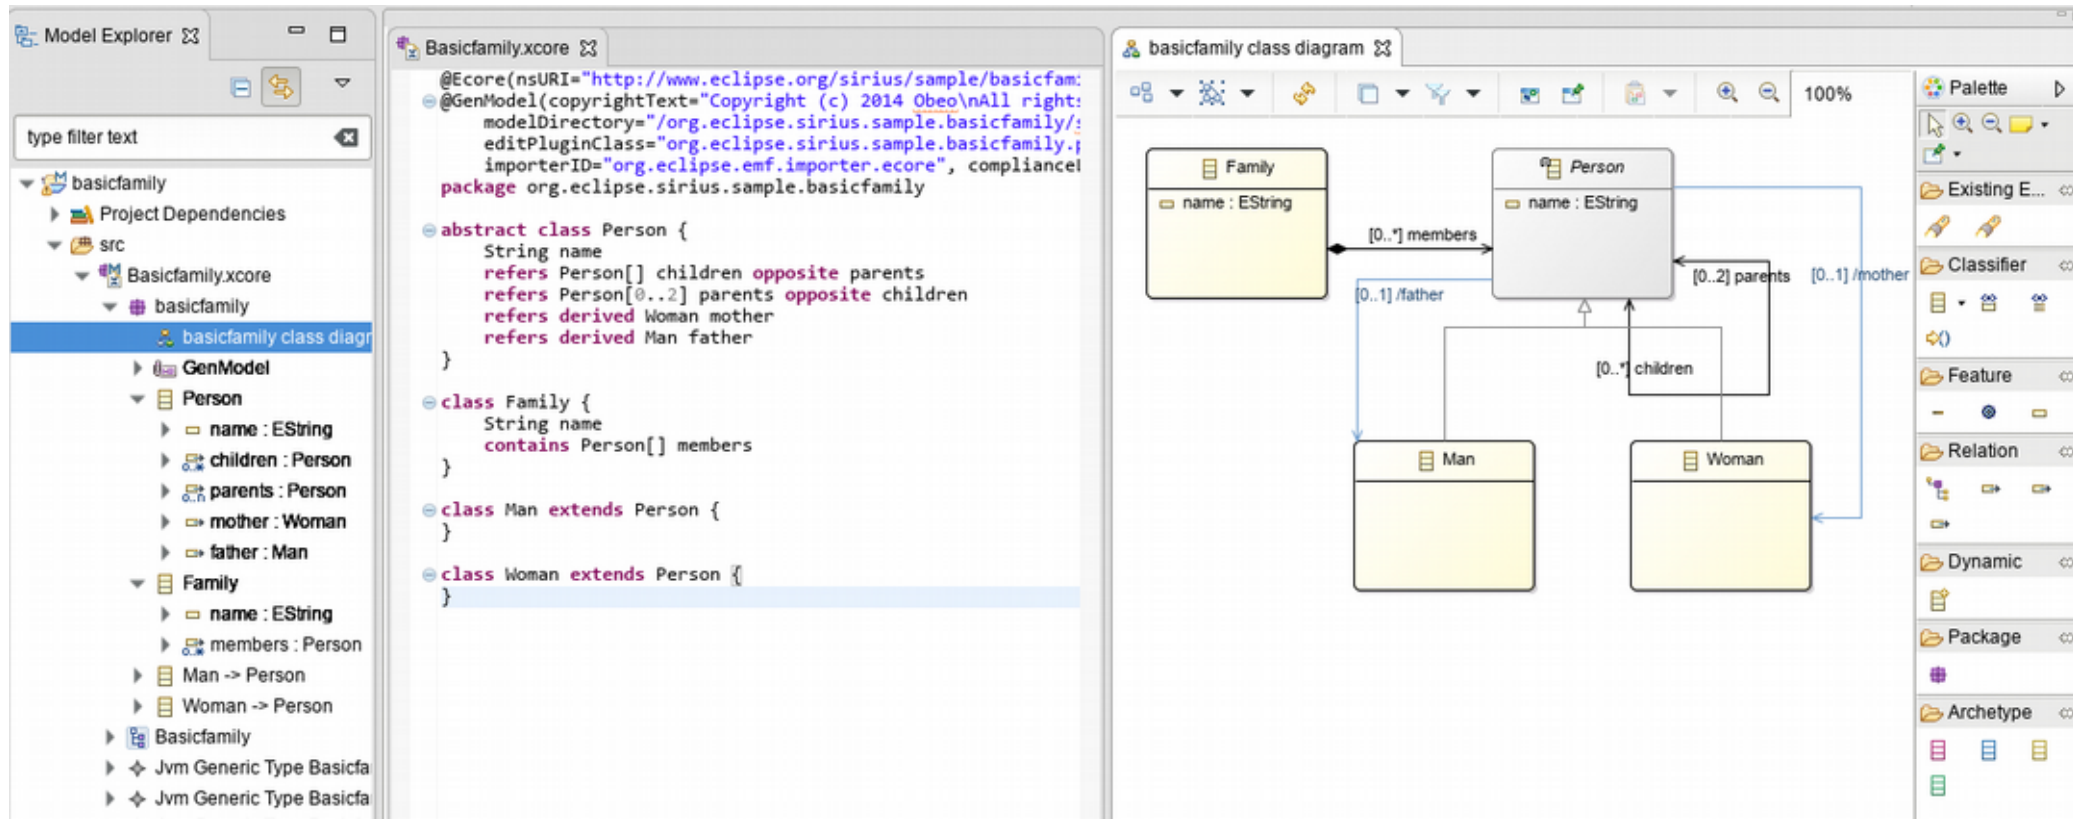 Model Explorer
type filter text
basicfamily
Project Dependencies
src
Basicfamily.xcore
basicfamily
basicfamily class diagr
GenModel
Person
name : EString
children : Person
parents : Person
mother : Woman
father : Man
Family
name : EString
members : Person
Man -> Person
Woman -> Person
Basicfamily
Jvm Generic Type Basicfa
Jvm Generic Type Basicfa
Basicfamily.xcore
@Ecore(nsURI="http://www.eclipse.org/sirius/sample/basicfami
@GenModel(copyrightText="Copyright (c) 2014 Obeo\nAll rights
modelDirectory="/org.eclipse.sirius.sample.basicfamily/s
editPluginClass="org.eclipse.sirius.sample.basicfamily.p
importerID="org.eclipse.emf.importer.ecore", compliancel
package org.eclipse.sirius.sample.basicfamily
abstract class Person {
String name
refers Person[] children opposite parents
refers Person[0..2] parents opposite children
refers derived Woman mother
refers derived Man father
}
class Family {
String name
contains Person[] members
}
class Man extends Person {
}
class Woman extends Person {
}
basicfamily class diagram
100%
Family
name : EString
Person
name : EString
[0..*] members
[0..1] /father
[0..2] parents
[0..1] /mother
[0..*] children
Man
Woman
Palette
Existing E...
Classifier
Feature
Relation
Dynamic
Package
Archetype